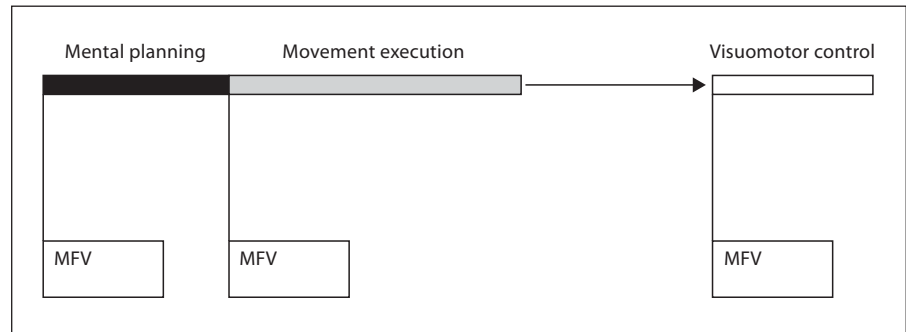 Mental planning
Movement execution
Visuomotor control
MFV
MFV
MFV